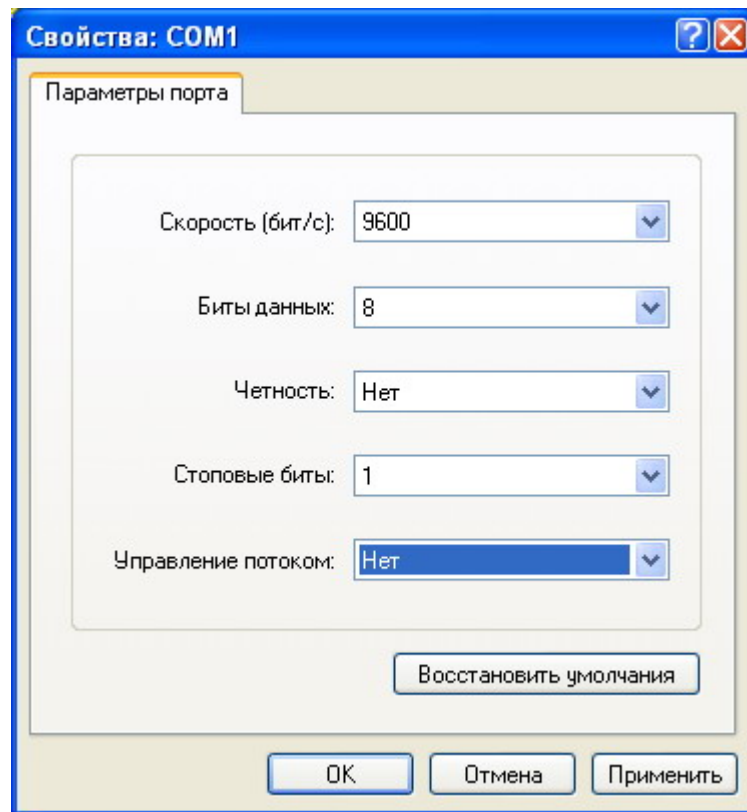 Свойства: COM1
Параметры порта
Скорость (бит/с): 9600
Биты данных: 8
Четность: Нет
Стоповые биты: 1
Управление потоком: Нет
Восстановить умолчания
OK Отмена Применить